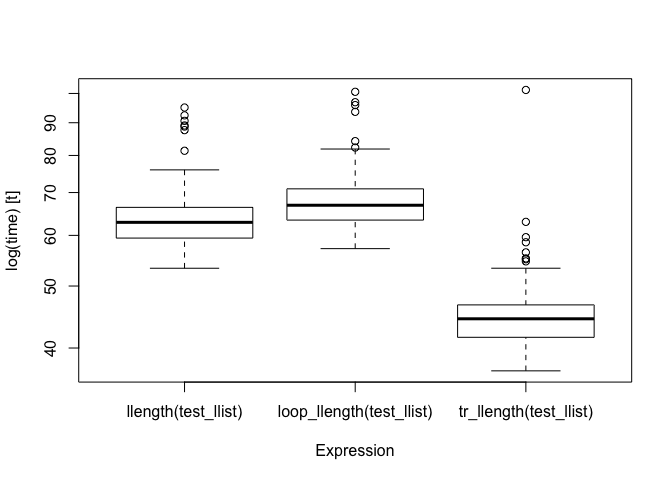 log(time) [t]
90
80
70
60
50
40
llength(test_llist)
loop_llength(test_llist)
tr_llength(test_llist)
Expression